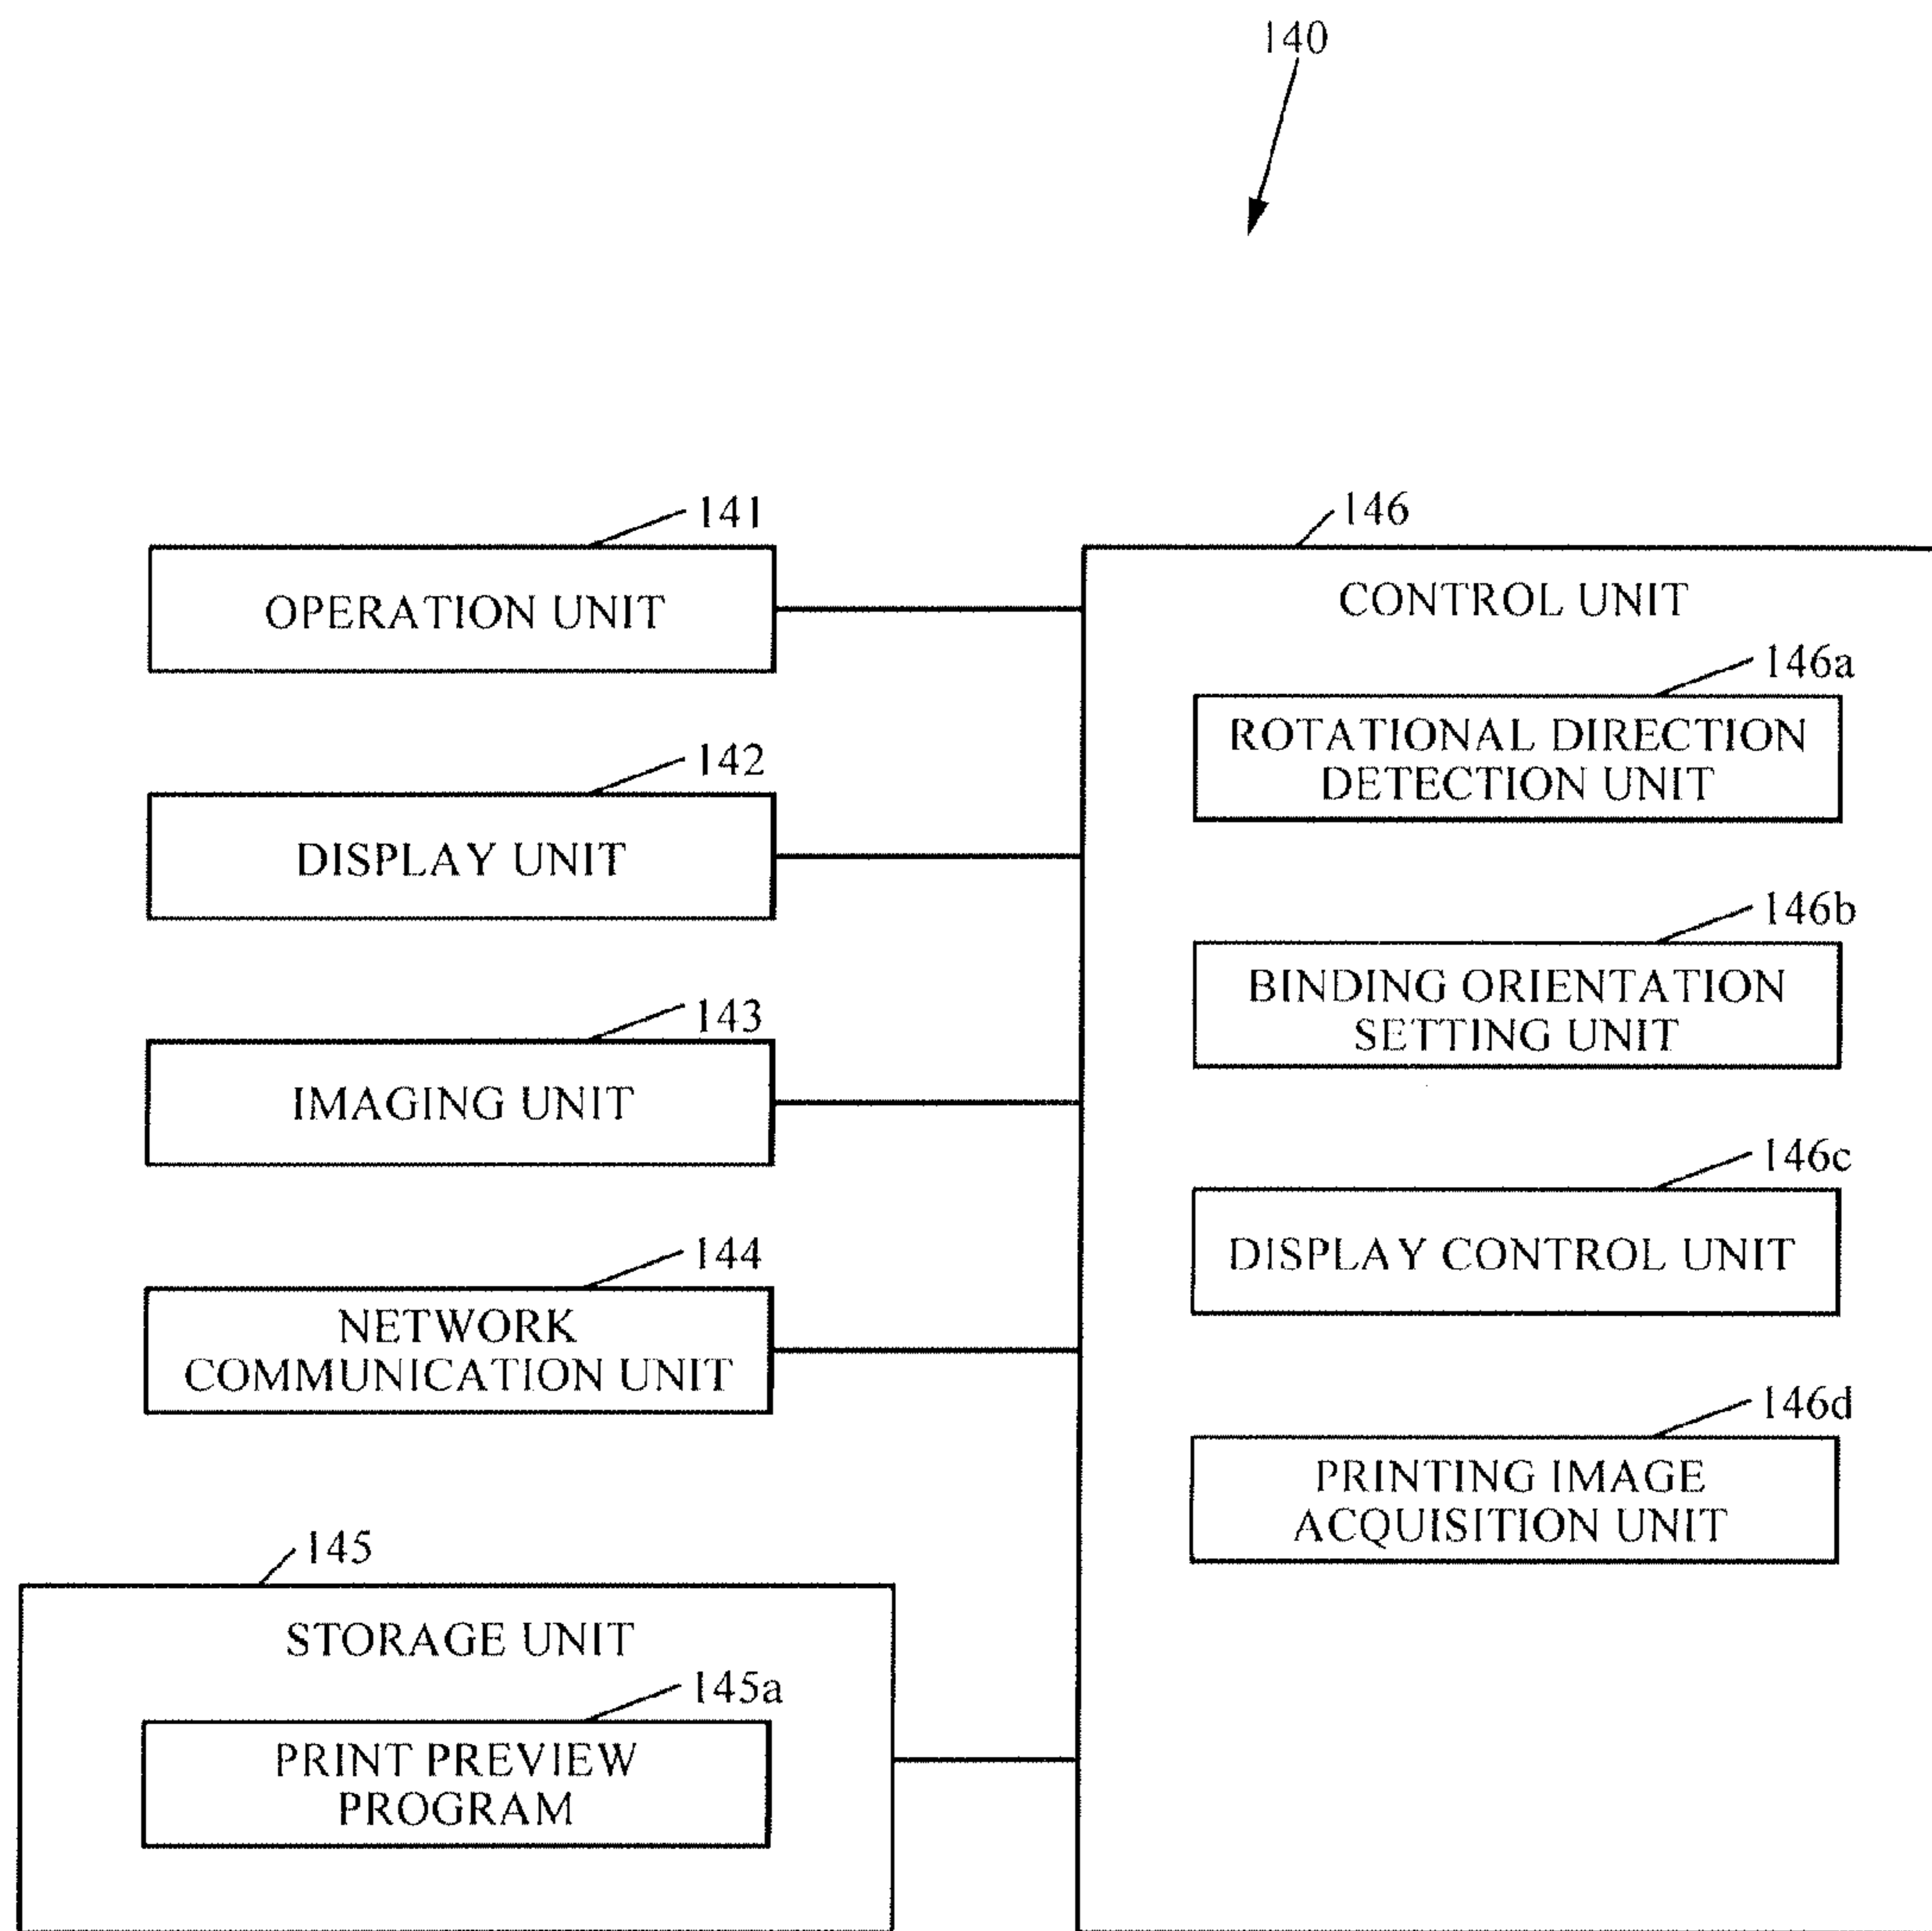 140
141
OPERATION UNIT
142
DISPLAY UNIT
143
IMAGING UNIT
144
NETWORK
COMMUNICATION UNIT
145
STORAGE UNIT
145a
PRINT PREVIEW
PROGRAM
146
CONTROL UNIT
146a
ROTATIONAL DIRECTION
DETECTION UNIT
146b
BINDING ORIENTATION
SETTING UNIT
146c
DISPLAY CONTROL UNIT
146d
PRINTING IMAGE
ACQUISITION UNIT